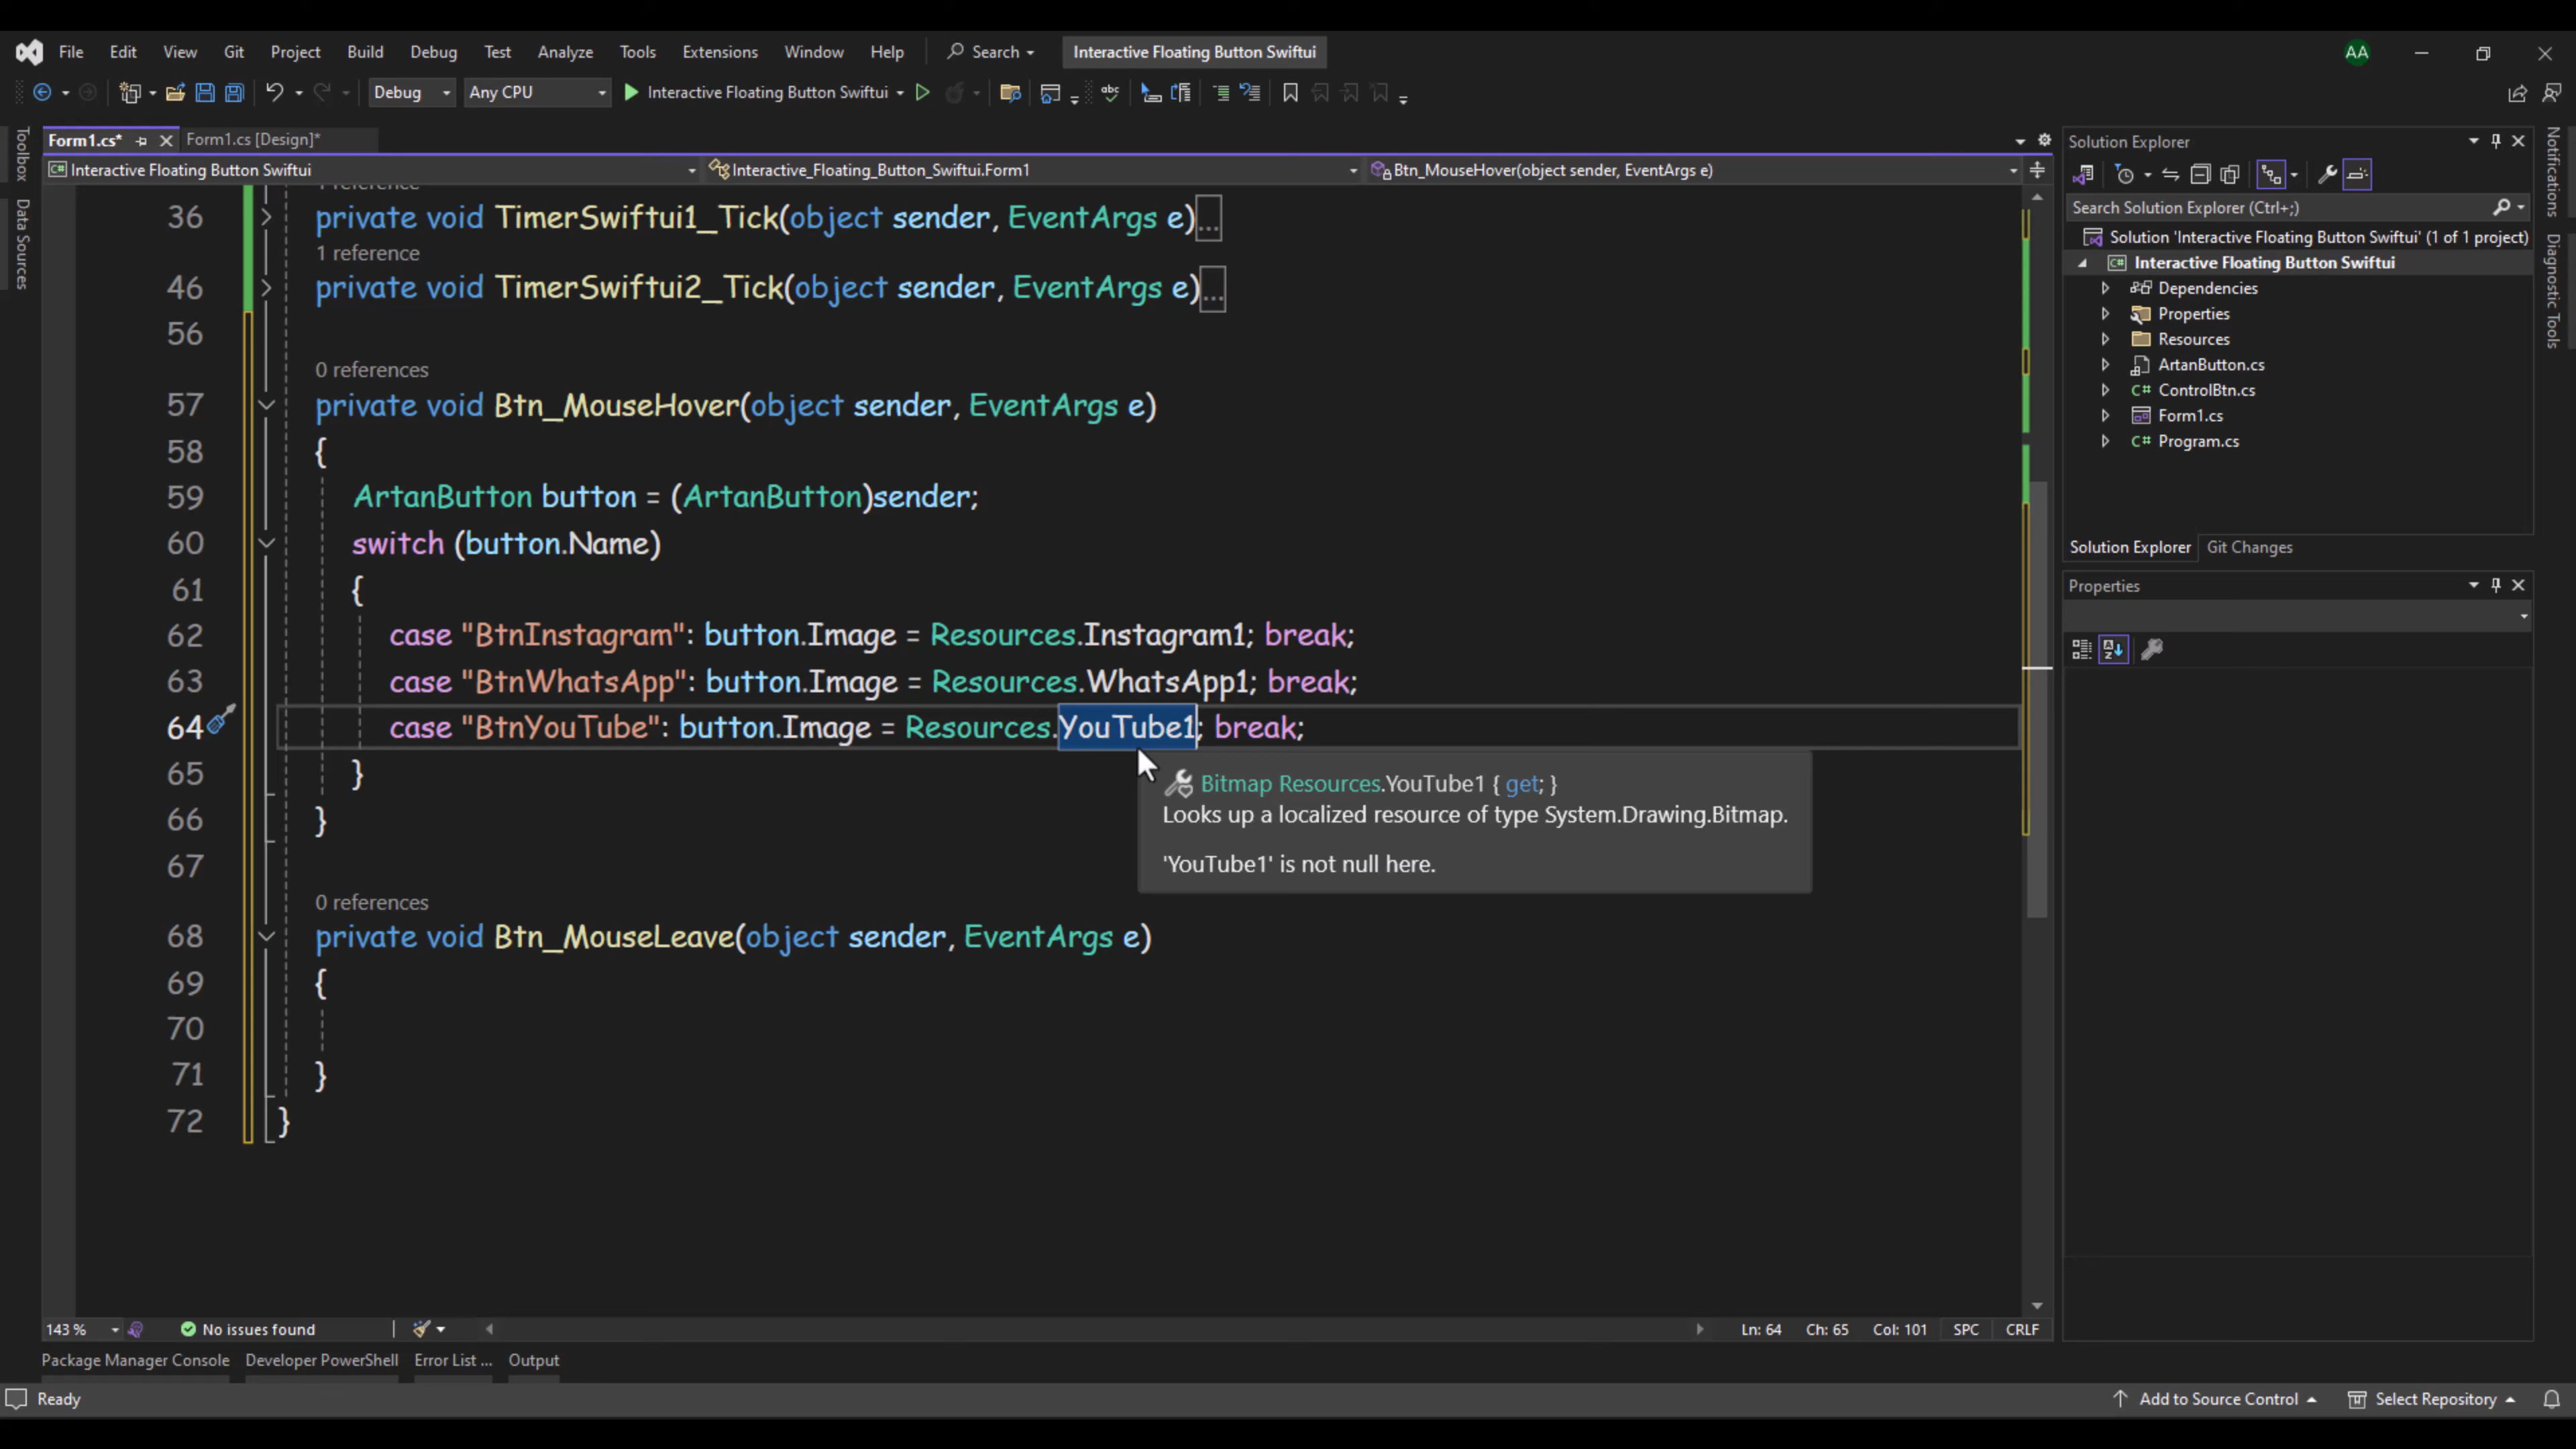 File Edit View Git Project Build Debug Test Analyze Tools Extensions Window Help Search Interactive Floating Button Swiftui AA
Debug Any CPU Interactive Floating Button Swiftui
Toolbox
Data Sources
Form1.cs* Form1.cs [Design]*
Interactive Floating Button Swiftui Interactive_Floating_Button_Swiftui.Form1 Btn_MouseHover(object sender, EventArgs e)
36 private void TimerSwiftui1_Tick(object sender, EventArgs e)...
1 reference
46 private void TimerSwiftui2_Tick(object sender, EventArgs e)...
56
0 references
57 private void Btn_MouseHover(object sender, EventArgs e)
58 {
59 ArtanButton button = (ArtanButton)sender;
60 switch (button.Name)
61 {
62 case "BtnInstagram": button.Image = Resources.Instagram1; break;
63 case "BtnWhatsApp": button.Image = Resources.WhatsApp1; break;
64 case "BtnYouTube": button.Image = Resources.YouTube1; break;
65 }
66 }
67
Bitmap Resources.YouTube1 { get; }
Looks up a localized resource of type System.Drawing.Bitmap.
'YouTube1' is not null here.
0 references
68 private void Btn_MouseLeave(object sender, EventArgs e)
69 {
70
71 }
72 }
143 % No issues found Ln: 64 Ch: 65 Col: 101 SPC CRLF
Package Manager Console Developer PowerShell Error List ... Output
Solution Explorer
Search Solution Explorer (Ctrl+;)
Solution 'Interactive Floating Button Swiftui' (1 of 1 project)
Interactive Floating Button Swiftui
Dependencies
Properties
Resources
ArtanButton.cs
C# ControlBtn.cs
Form1.cs
C# Program.cs
Solution Explorer Git Changes
Properties
Notifications
Diagnostic Tools
Ready Add to Source Control Select Repository